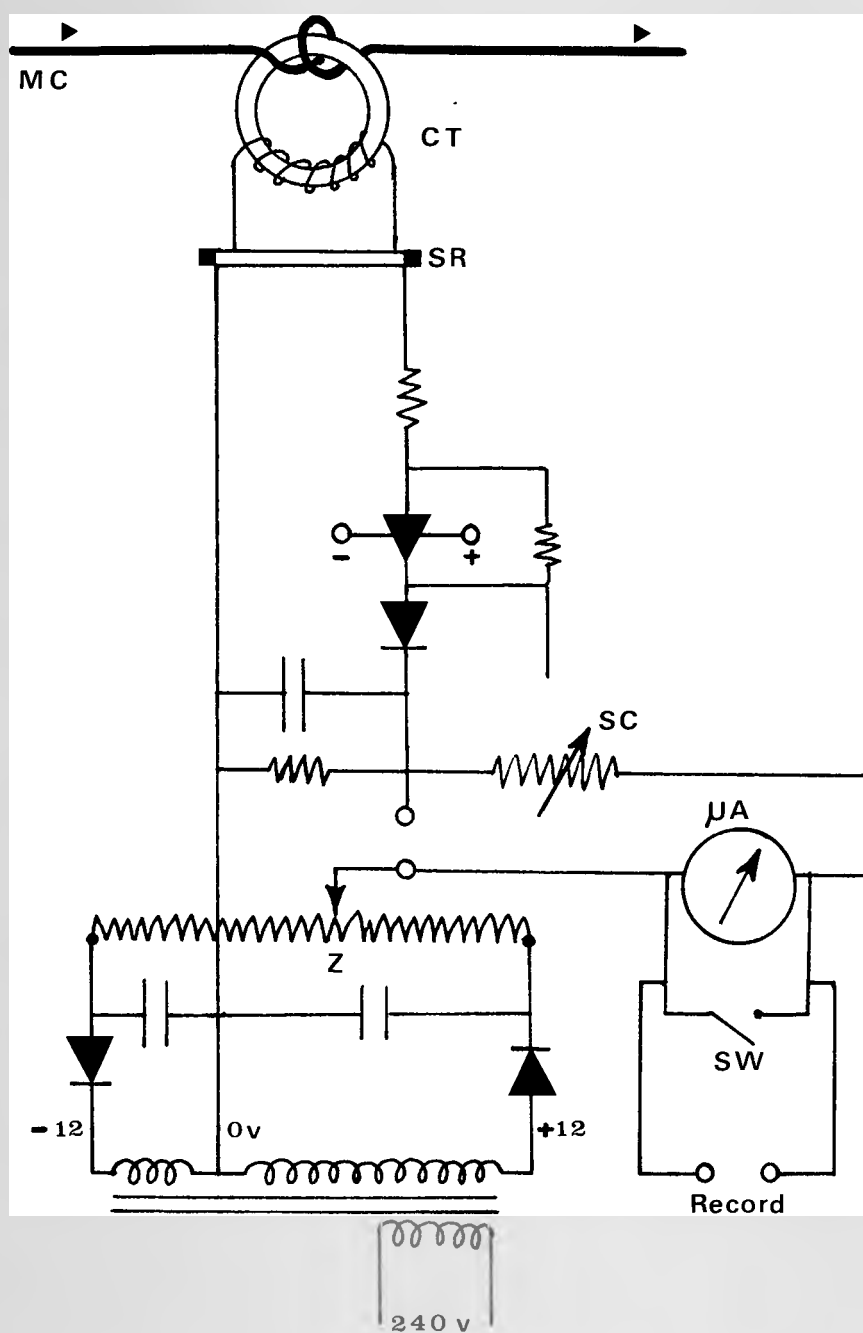 MC
CT
SR
- +
SC
μA
Z
SW
-12 0v +12
Record
240 v